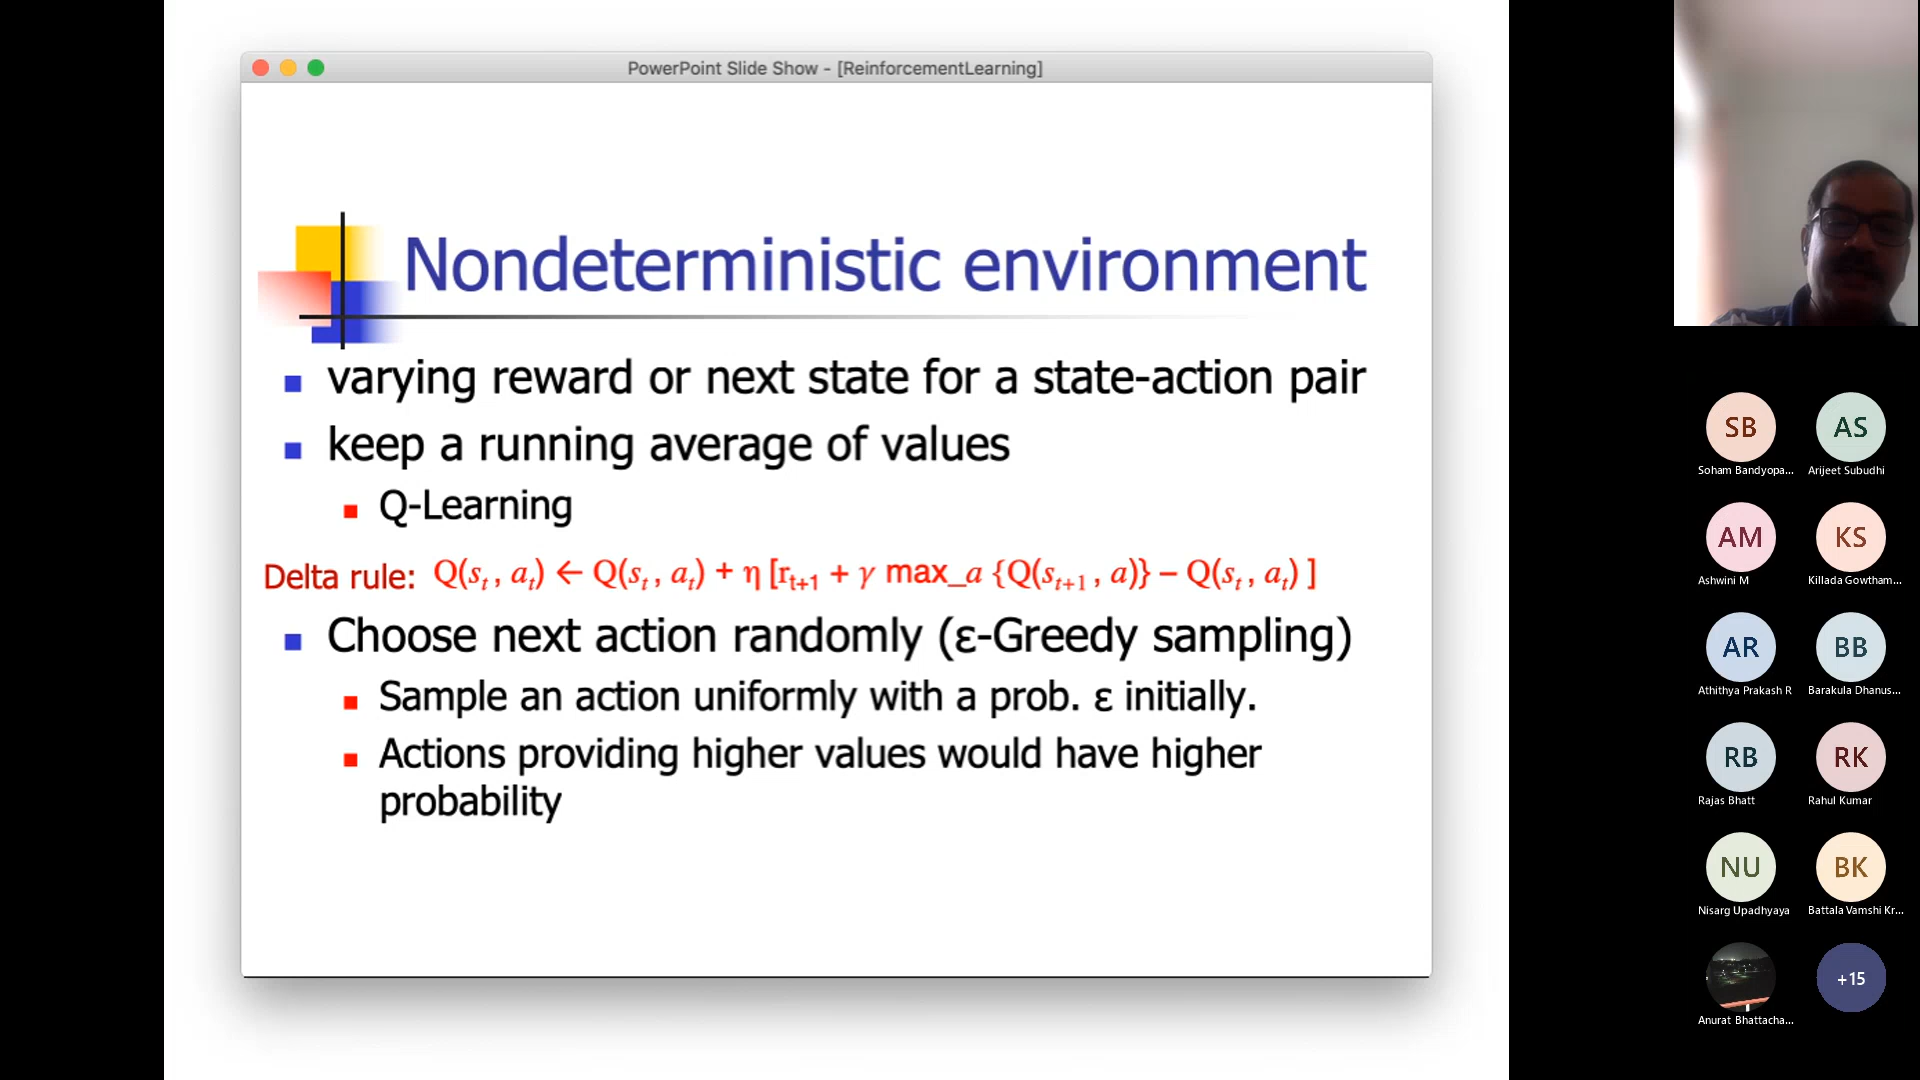 PowerPoint Slide Show - [ReinforcementLearning]
Nondeterministic environment
varying reward or next state for a state-action pair
keep a running average of values
Q-Learning
Delta rule: Q(sₜ, aₜ) ← Q(sₜ, aₜ) + η [rₜ₊₁ + γ max_a {Q(sₜ₊₁, a)} – Q(sₜ, aₜ) ]
Choose next action randomly (ε-Greedy sampling)
Sample an action uniformly with a prob. ε initially.
Actions providing higher values would have higher
probability
SB AS
Soham Bandyopa... Arijeet Subudhi
AM KS
Ashwini M Killada Gowtham...
AR BB
Athithya Prakash R Barakula Dhanus...
RB RK
Rajas Bhatt Rahul Kumar
NU BK
Nisarg Upadhyaya Battala Vamshi Kr...
+15
Anurat Bhattacha...